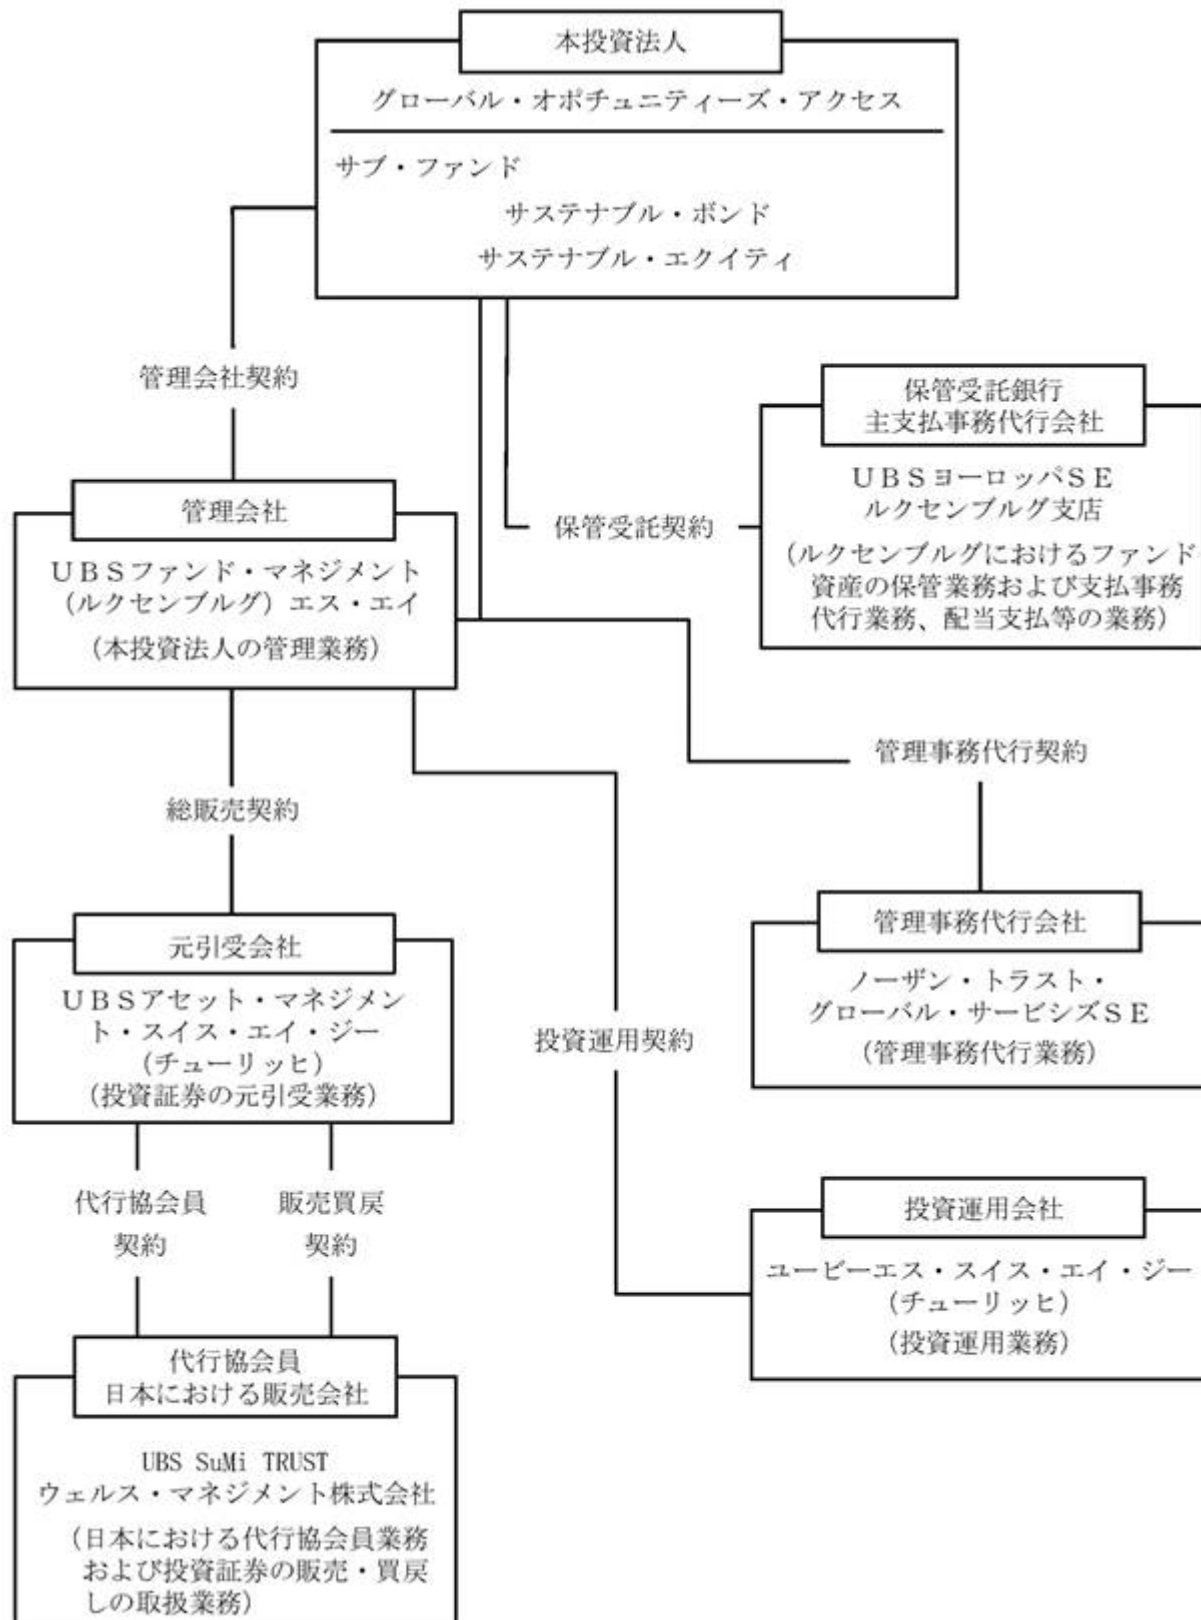 本投資法人
グローバル・オポチュニティーズ・アクセス
サブ・ファンド
サステナブル・ボンド
サステナブル・エクイティ
管理会社契約
保管受託銀行
主支払事務代行会社
UBSヨーロッパSE
ルクセンブルグ支店
(ルクセンブルグにおけるファンド
資産の保管業務および支払事務
代行業務、配当支払等の業務)
保管受託契約
管理会社
UBSファンド・マネジメント
(ルクセンブルグ)エス・エイ
(本投資法人の管理業務)
管理事務代行契約
総販売契約
管理事務代行会社
ノーザン・トラスト・
グローバル・サービシズSE
(管理事務代行業務)
元引受会社
UBSアセット・マネジメン
ト・スイス・エイ・ジー
(チューリッヒ)
(投資証券の元引受業務)
投資運用契約
代行協会員
契約
販売買戻
契約
投資運用会社
ユービーエス・スイス・エイ・ジー
(チューリッヒ)
(投資運用業務)
代行協会員
日本における販売会社
UBS SuMi TRUST
ウェルス・マネジメント株式会社
(日本における代行協会員業務
および投資証券の販売・買戻
しの取扱業務)